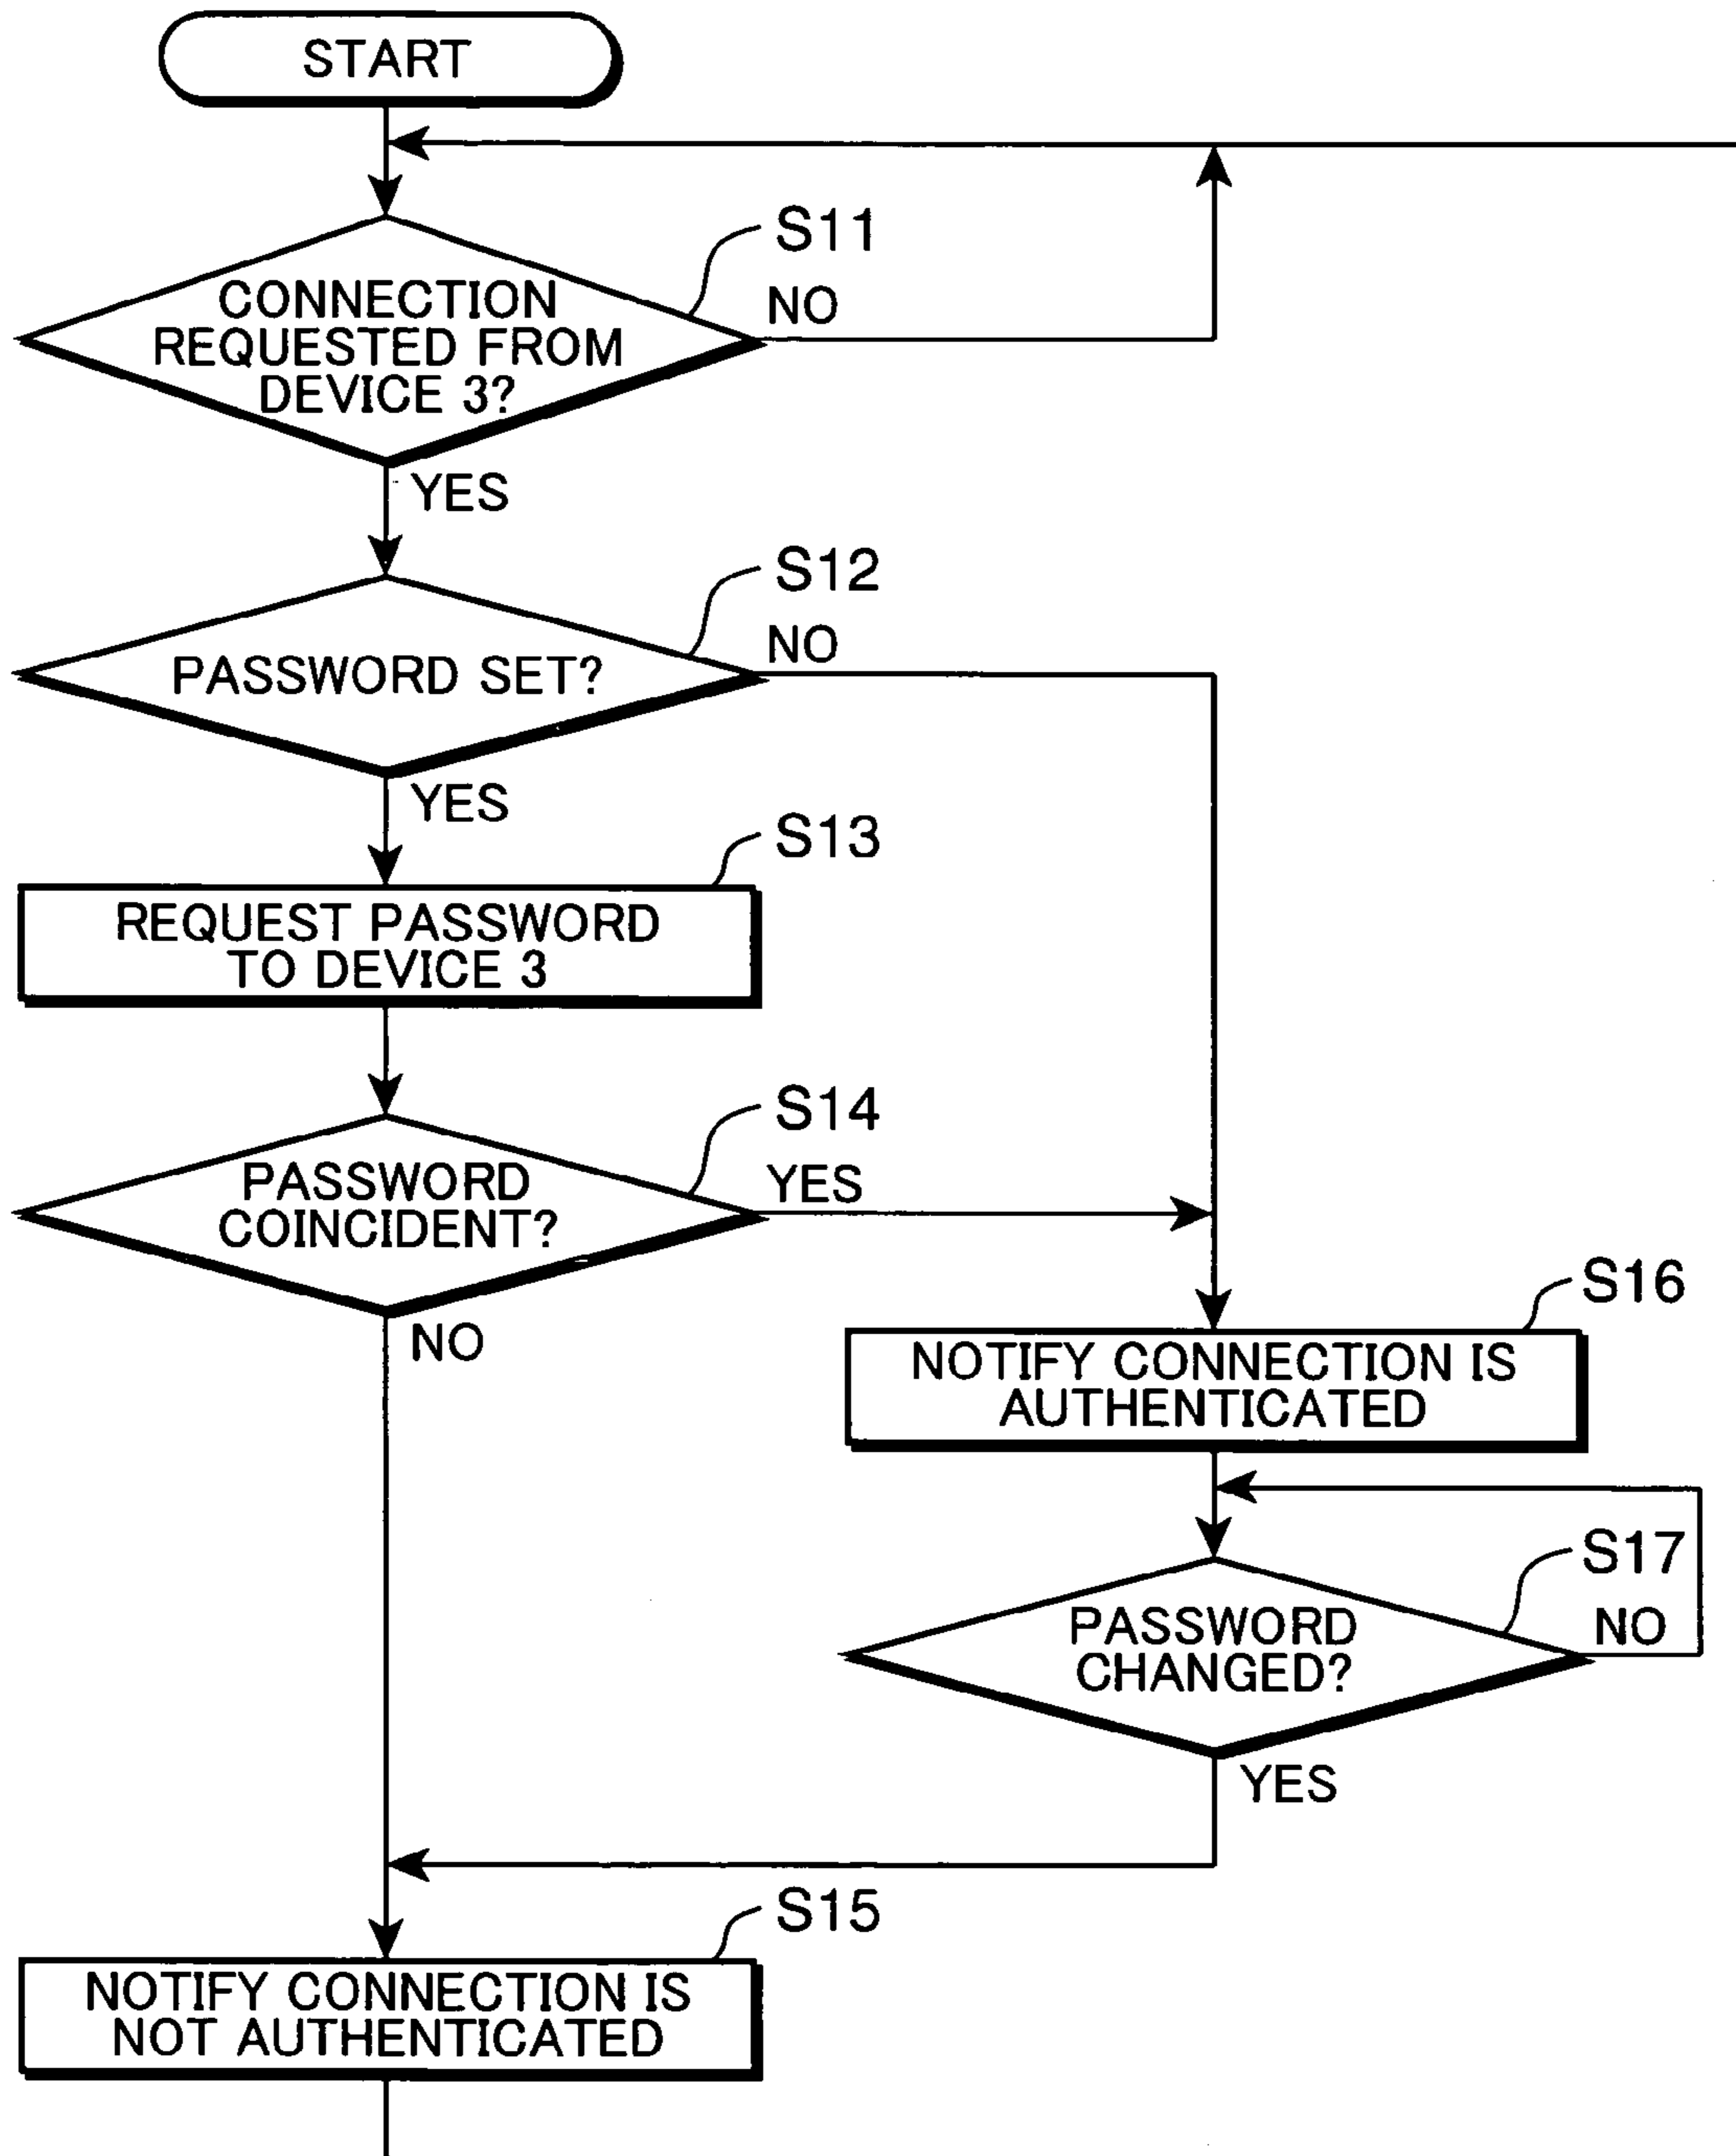 START
S11
CONNECTION
REQUESTED FROM
DEVICE 3?
NO
YES
S12
PASSWORD SET?
NO
YES
S13
REQUEST PASSWORD
TO DEVICE 3
S14
PASSWORD
COINCIDENT?
YES
NO
S16
NOTIFY CONNECTION IS
AUTHENTICATED
S17
PASSWORD
CHANGED?
NO
YES
S15
NOTIFY CONNECTION IS
NOT AUTHENTICATED